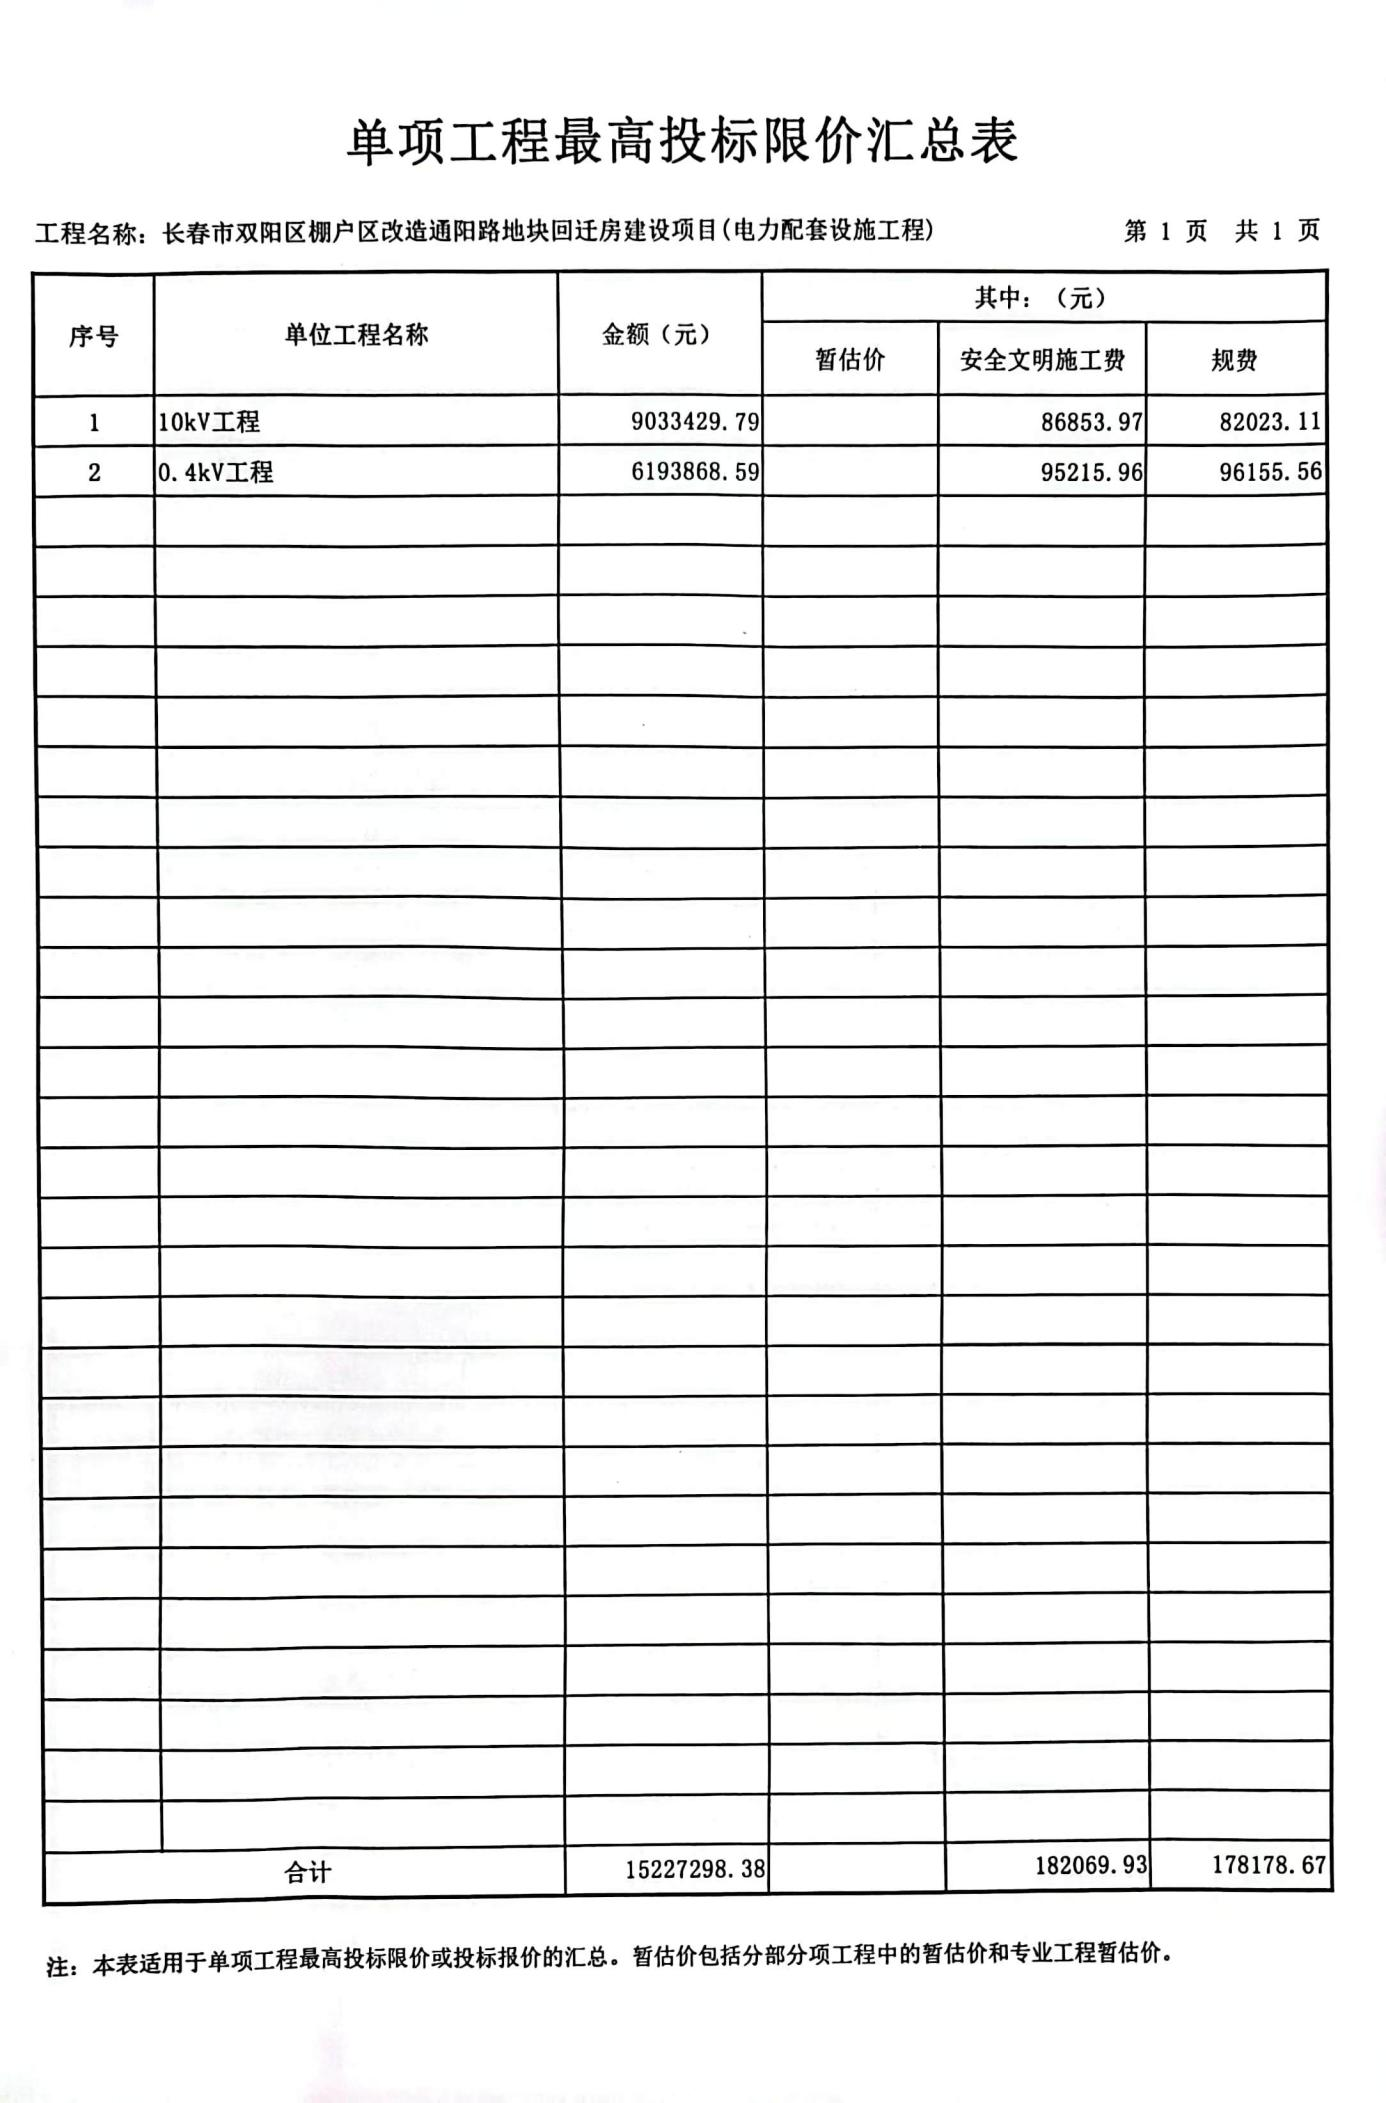 单项工程最高投标限价汇总表
工程名称：长春市双阳区棚户区改造通阳路地块回迁房建设项目(电力配套设施工程) 第 1 页 共 1 页
序号 单位工程名称 金额（元） 其中：（元）
暂估价 安全文明施工费 规费
1 10kV工程 9033429.79 86853.97 82023.11
2 0.4kV工程 6193868.59 95215.96 96155.56
合计 15227298.38 182069.93 178178.67
注：本表适用于单项工程最高投标限价或投标报价的汇总。暂估价包括分部分项工程中的暂估价和专业工程暂估价。